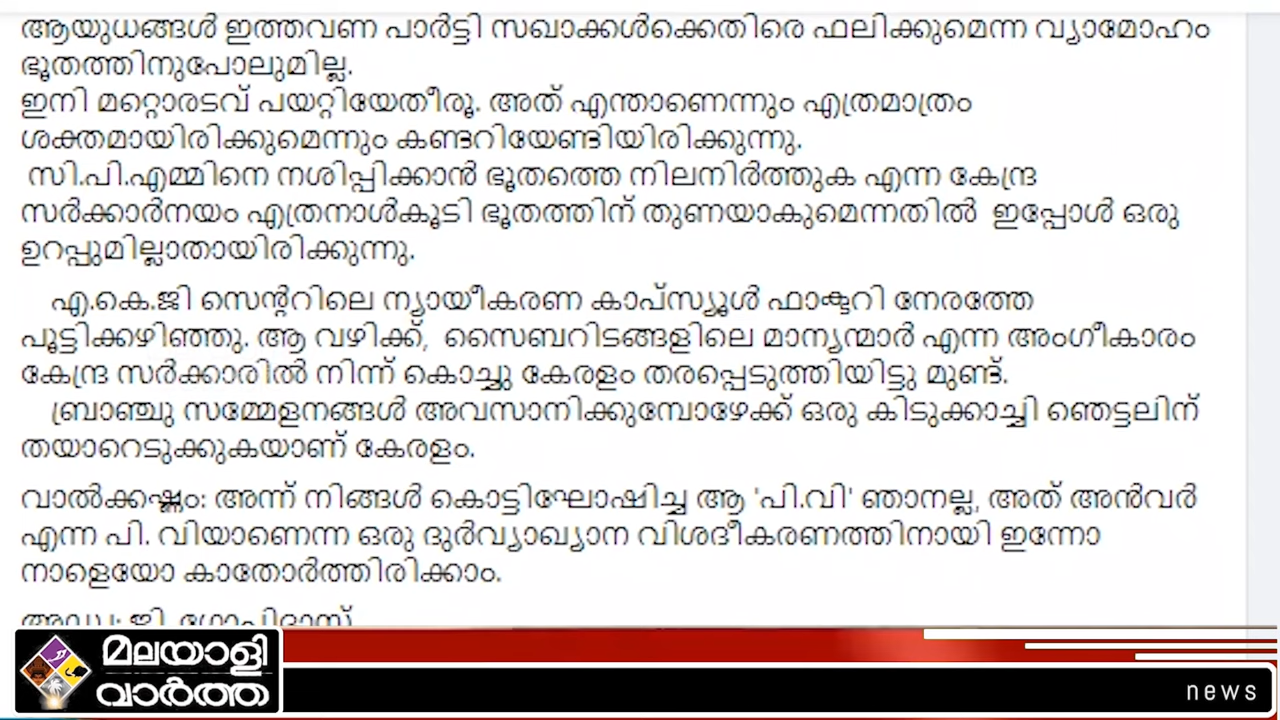 ആയുധങ്ങൾ ഇത്തവണ പാർട്ടി സഖാക്കൾക്കെതിരെ ഫലിക്കുമെന്ന വ്യാമോഹം
ഭൂതത്തിനുപോലുമില്ല.
ഇനി മറ്റൊരടവ് പയറ്റിയേതീരൂ. അത് എന്താണെന്നും എത്രമാത്രം
ശക്തമായിരിക്കുമെന്നും കണ്ടറിയേണ്ടിയിരിക്കുന്നു.
സി.പി.എമ്മിനെ നശിപ്പിക്കാൻ ഭൂതത്തെ നിലനിർത്തുക എന്ന കേന്ദ്ര
സർക്കാർനയം എത്രനാൾകൂടി ഭൂതത്തിന് തുണയാകുമെന്നതിൽ ഇപ്പോൾ ഒരു
ഉറപ്പുമില്ലാതായിരിക്കുന്നു.
എ.കെ.ജി സെന്ററിലെ ന്യായീകരണ കാപ്സ്യൂൾ ഫാക്ടറി നേരത്തേ
പൂട്ടിക്കഴിഞ്ഞു. ആ വഴിക്ക്, സൈബറിടങ്ങളിലെ മാന്യന്മാർ എന്ന അംഗീകാരം
കേന്ദ്ര സർക്കാരിൽ നിന്ന് കൊച്ചു കേരളം തരപ്പെടുത്തിയിട്ടു മുണ്ട്.
ബ്രാഞ്ചു സമ്മേളനങ്ങൾ അവസാനിക്കുമ്പോഴേക്ക് ഒരു കിടുക്കാച്ചി ഞെട്ടലിന്
തയാറെടുക്കുകയാണ് കേരളം.
വാൽക്കഷ്ണം: അന്ന് നിങ്ങൾ കൊട്ടിഘോഷിച്ച ആ 'പി.വി' ഞാനല്ല, അത് അൻവർ
എന്ന പി. വിയാണെന്ന ഒരു ദുർവ്യാഖ്യാന വിശദീകരണത്തിനായി ഇന്നോ
നാളെയോ കാതോർത്തിരിക്കാം.
അഡ്വ: ജി. ഗോപിദാസ്
മലയാളി
വാർത്ത
news